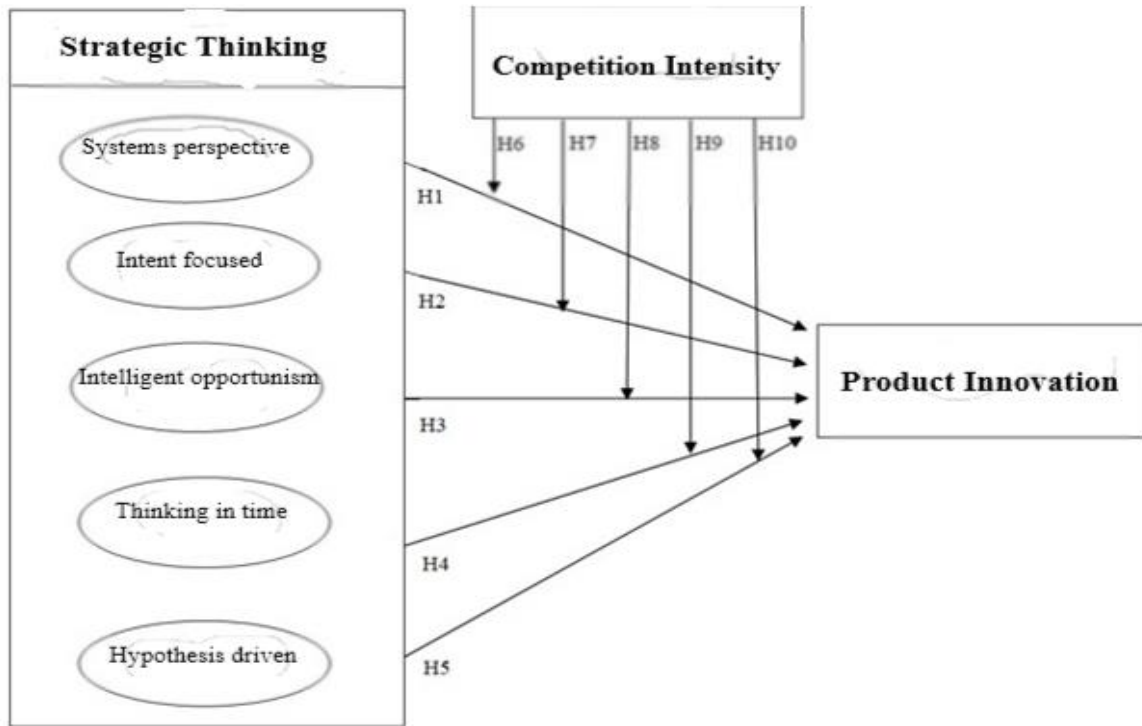 Strategic Thinking
Competition Intensity
Systems perspective
H6
H7
H8
H9
H10
H1
Intent focused
H2
Intelligent opportunism
H3
Product Innovation
Thinking in time
H4
Hypothesis driven
H5